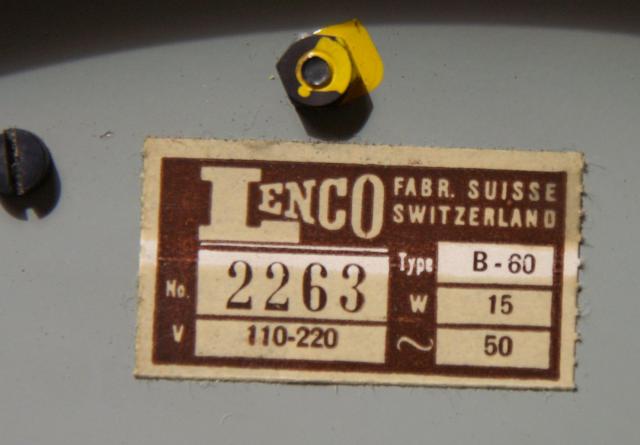 LENCO FABR. SUISSE
SWITZERLAND
No. 2263 Type B-60
W 15
V 110-220 ~ 50